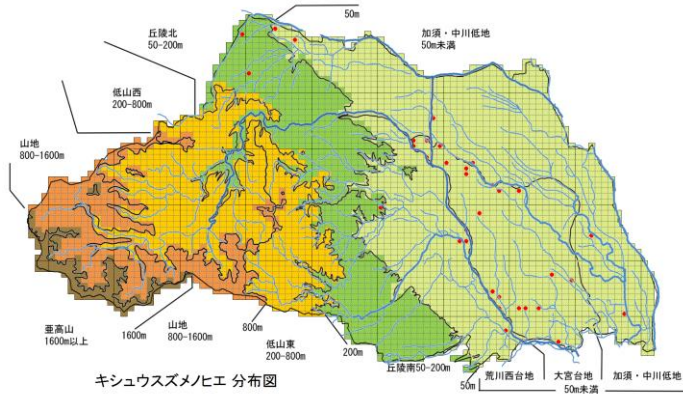 50m
丘陵北
50-200m
加須・中川低地
50m未満
低山西
200-800m
山地
800-1600m
亜高山
1600m以上
1600m
山地
800-1600m
800m
低山東
200-800m
200m
丘陵南50-200m
50m
荒川西台地
大宮台地
加須・中川低地
50m未満
キシュウスズメノヒエ 分布図